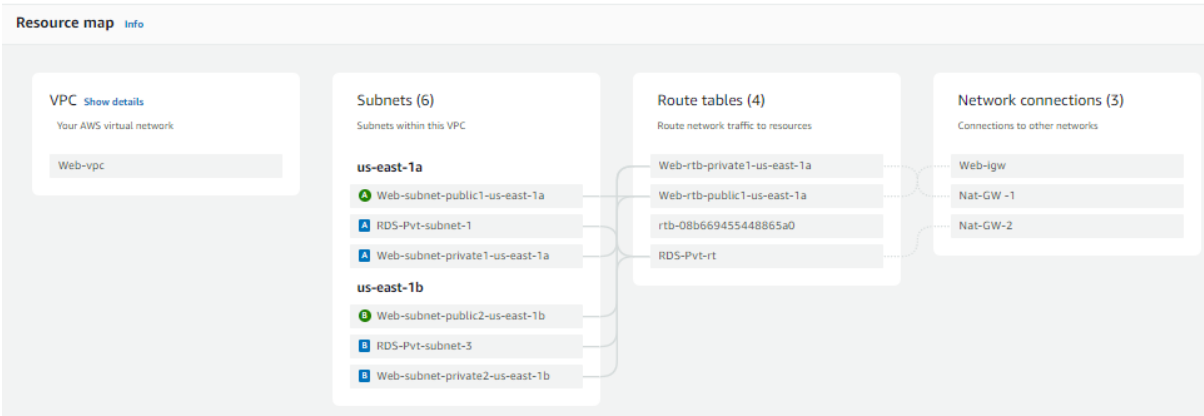 Resource map Info
VPC Show details
Your AWS virtual network
Web-vpc
Subnets (6)
Subnets within this VPC
us-east-1a
A Web-subnet-public1-us-east-1a
A RDS-Pvt-subnet-1
A Web-subnet-private1-us-east-1a
us-east-1b
B Web-subnet-public2-us-east-1b
B RDS-Pvt-subnet-3
B Web-subnet-private2-us-east-1b
Route tables (4)
Route network traffic to resources
Web-rtb-private1-us-east-1a
Web-rtb-public1-us-east-1a
rtb-08b669455448865a0
RDS-Pvt-rt
Network connections (3)
Connections to other networks
Web-igw
Nat-GW -1
Nat-GW-2